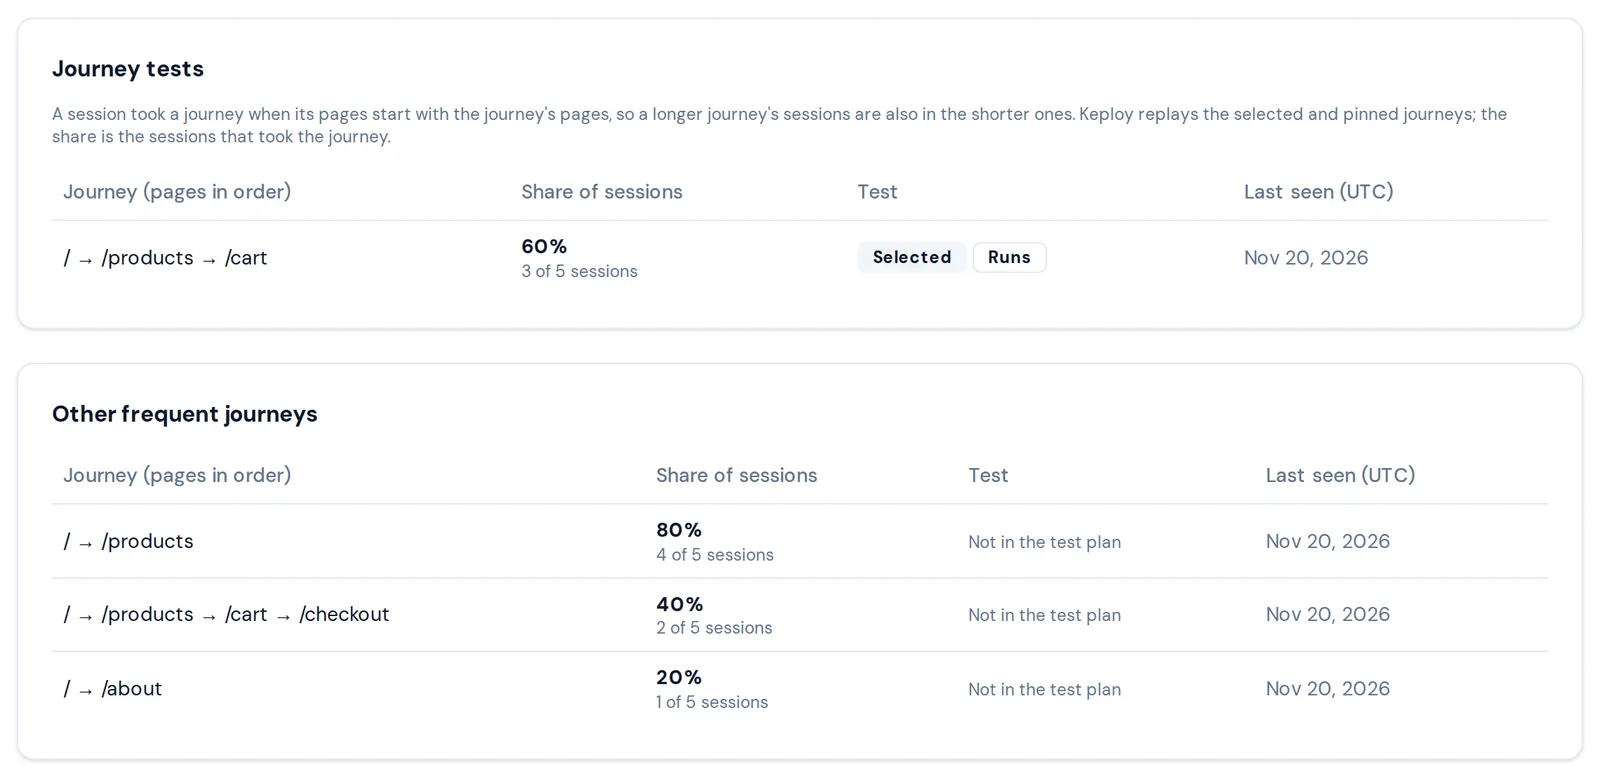 Journey tests
A session took a journey when its pages start with the journey's pages, so a longer journey's sessions are also in the shorter ones. Keploy replays the selected and pinned journeys; the
share is the sessions that took the journey.
Journey (pages in order) Share of sessions Test Last seen (UTC)
/ → /products → /cart 60% Selected Runs Nov 20, 2026
3 of 5 sessions
Other frequent journeys
Journey (pages in order) Share of sessions Test Last seen (UTC)
/ → /products 80% Not in the test plan Nov 20, 2026
4 of 5 sessions
/ → /products → /cart → /checkout 40% Not in the test plan Nov 20, 2026
2 of 5 sessions
/ → /about 20% Not in the test plan Nov 20, 2026
1 of 5 sessions